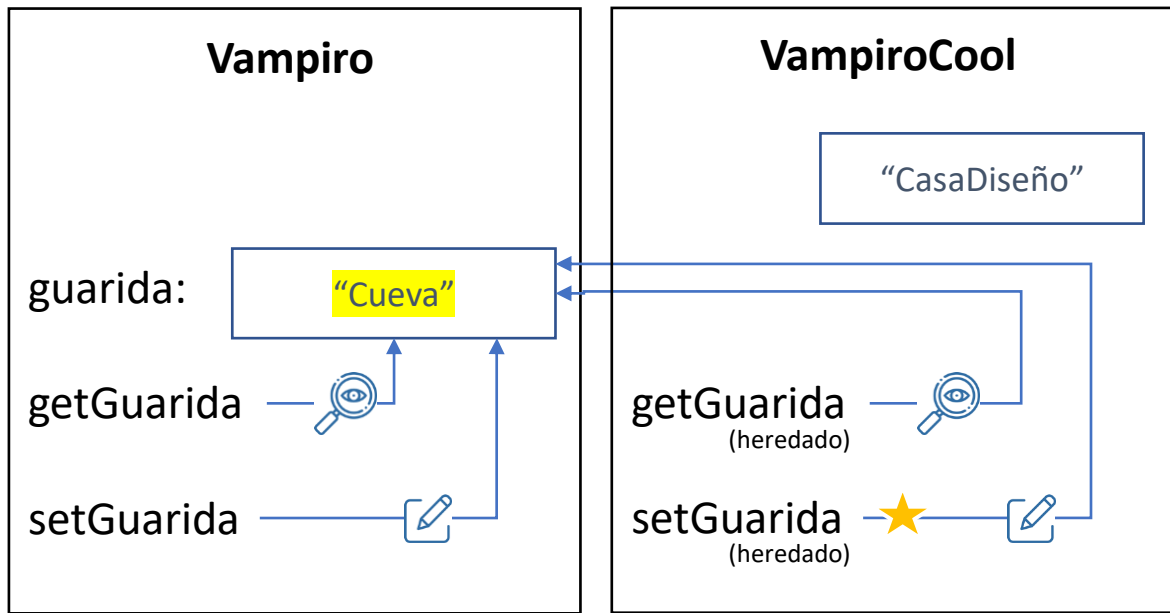 Vampiro
guarida:
“Cueva”
getGuarida
setGuarida
VampiroCool
“CasaDiseño”
getGuarida
(heredado)
setGuarida
(heredado)